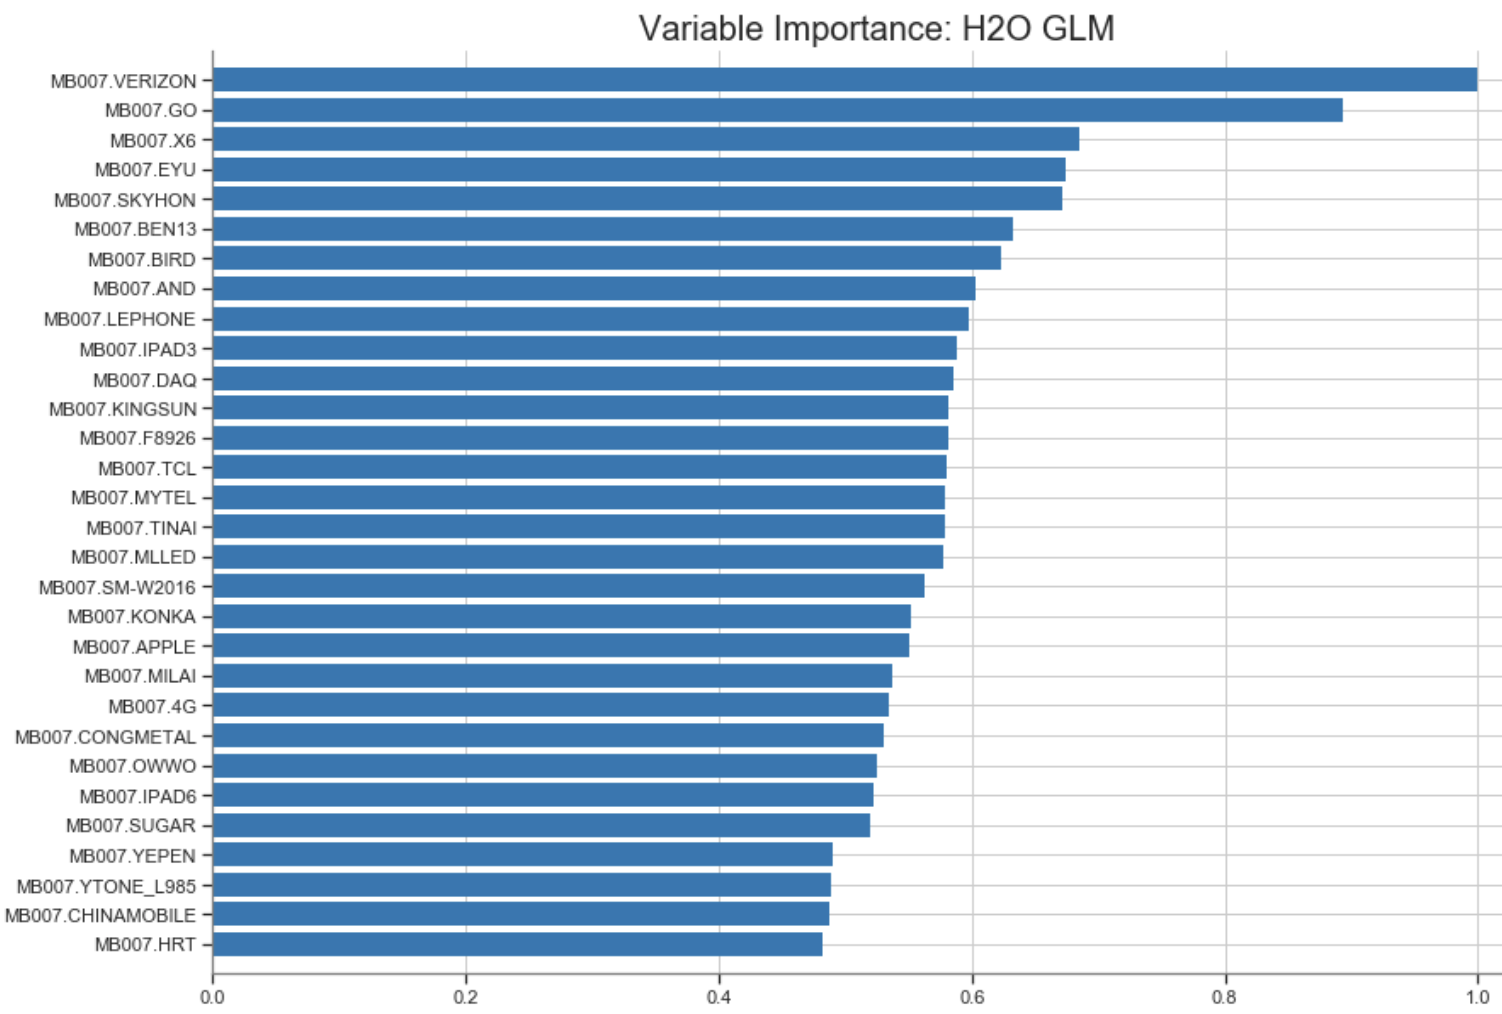 Variable Importance: H2O GLM
MB007.VERIZON
MB007.GO
MB007.X6
MB007.EYU
MB007.SKYHON
MB007.BEN13
MB007.BIRD
MB007.AND
MB007.LEPHONE
MB007.IPAD3
MB007.DAQ
MB007.KINGSUN
MB007.F8926
MB007.TCL
MB007.MYTEL
MB007.TINAI
MB007.MLLED
MB007.SM-W2016
MB007.KONKA
MB007.APPLE
MB007.MILAI
MB007.4G
MB007.CONGMETAL
MB007.OWWO
MB007.IPAD6
MB007.SUGAR
MB007.YEPEN
MB007.YTONE_L985
MB007.CHINAMOBILE
MB007.HRT
0.0 0.2 0.4 0.6 0.8 1.0